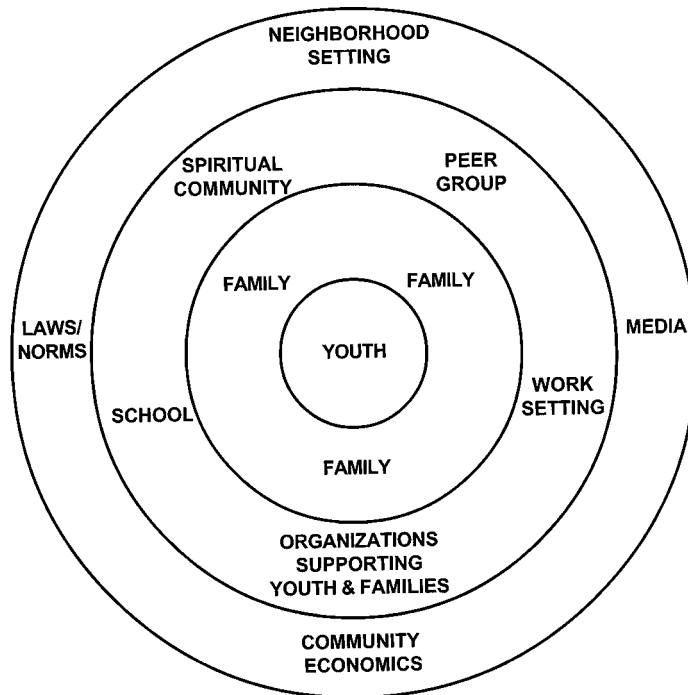 NEIGHBORHOOD
SETTING
SPIRITUAL
COMMUNITY
PEER
GROUP
FAMILY
FAMILY
LAWS/
NORMS
YOUTH
MEDIA
SCHOOL
WORK
SETTING
FAMILY
ORGANIZATIONS
SUPPORTING
YOUTH & FAMILIES
COMMUNITY
ECONOMICS